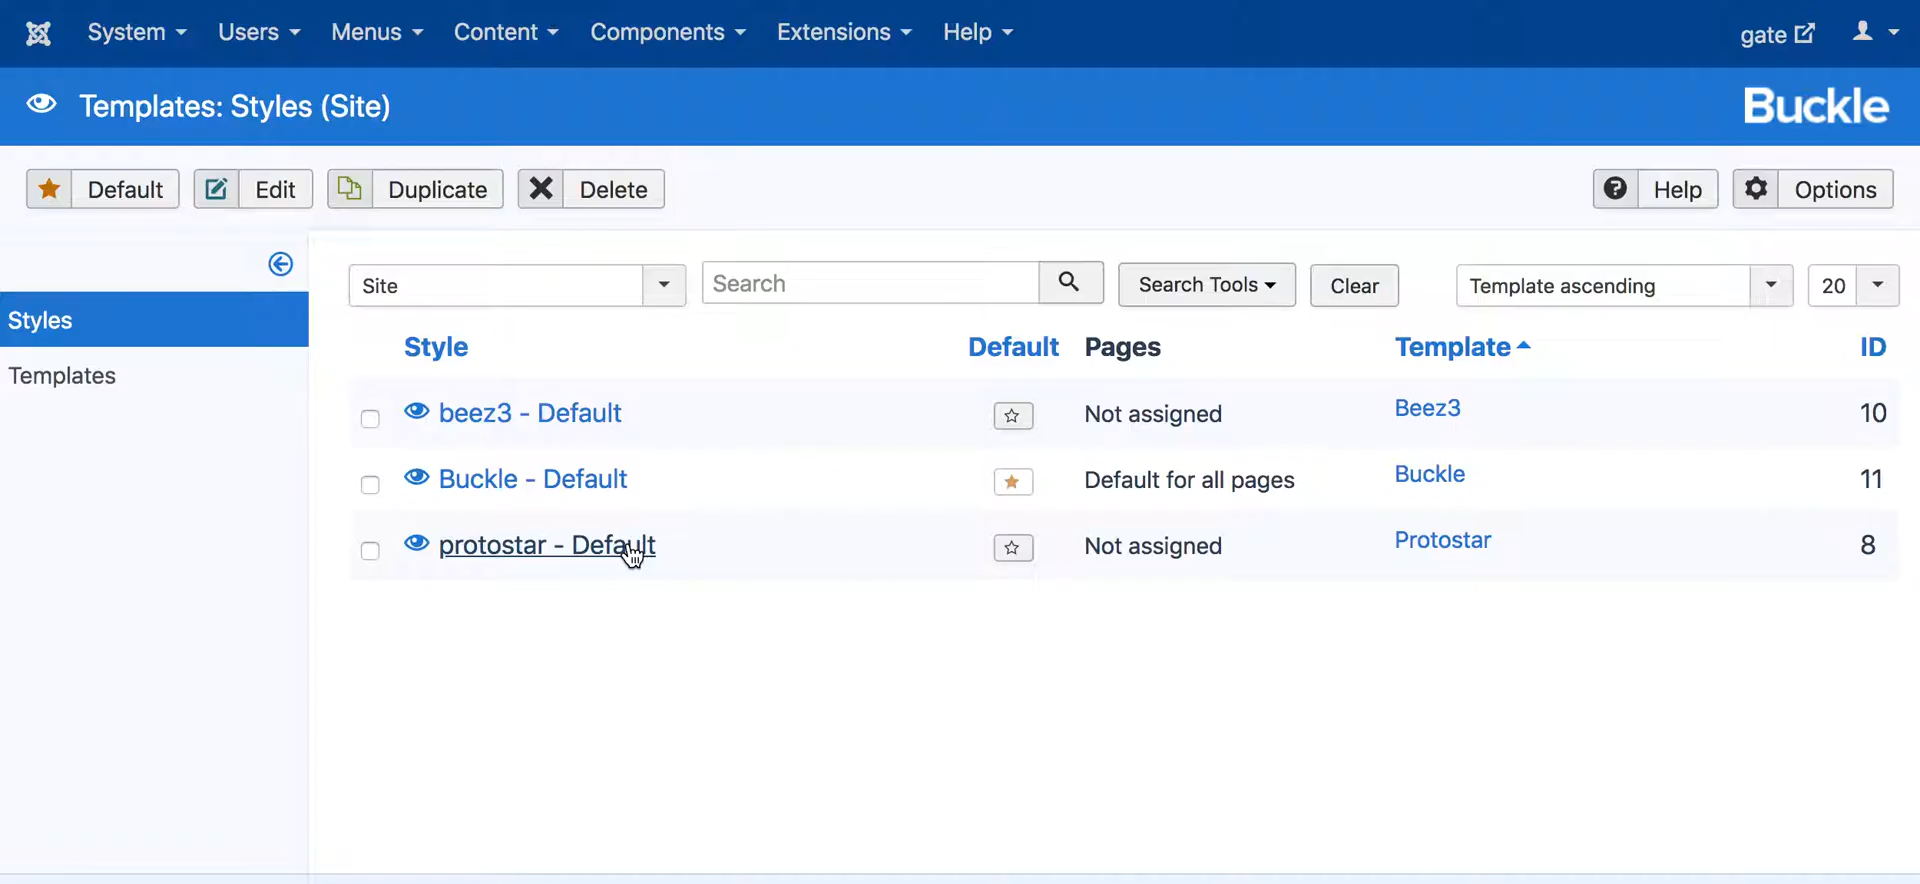 System Users Menus Content Components Extensions Help gate
Templates: Styles (Site) Buckle
Default Edit Duplicate Delete Help Options
Site Search Search Tools Clear Template ascending 20
Styles
Templates
Style Default Pages Template ID
beez3 - Default Not assigned Beez3 10
Buckle - Default Default for all pages Buckle 11
protostar - Default Not assigned Protostar 8